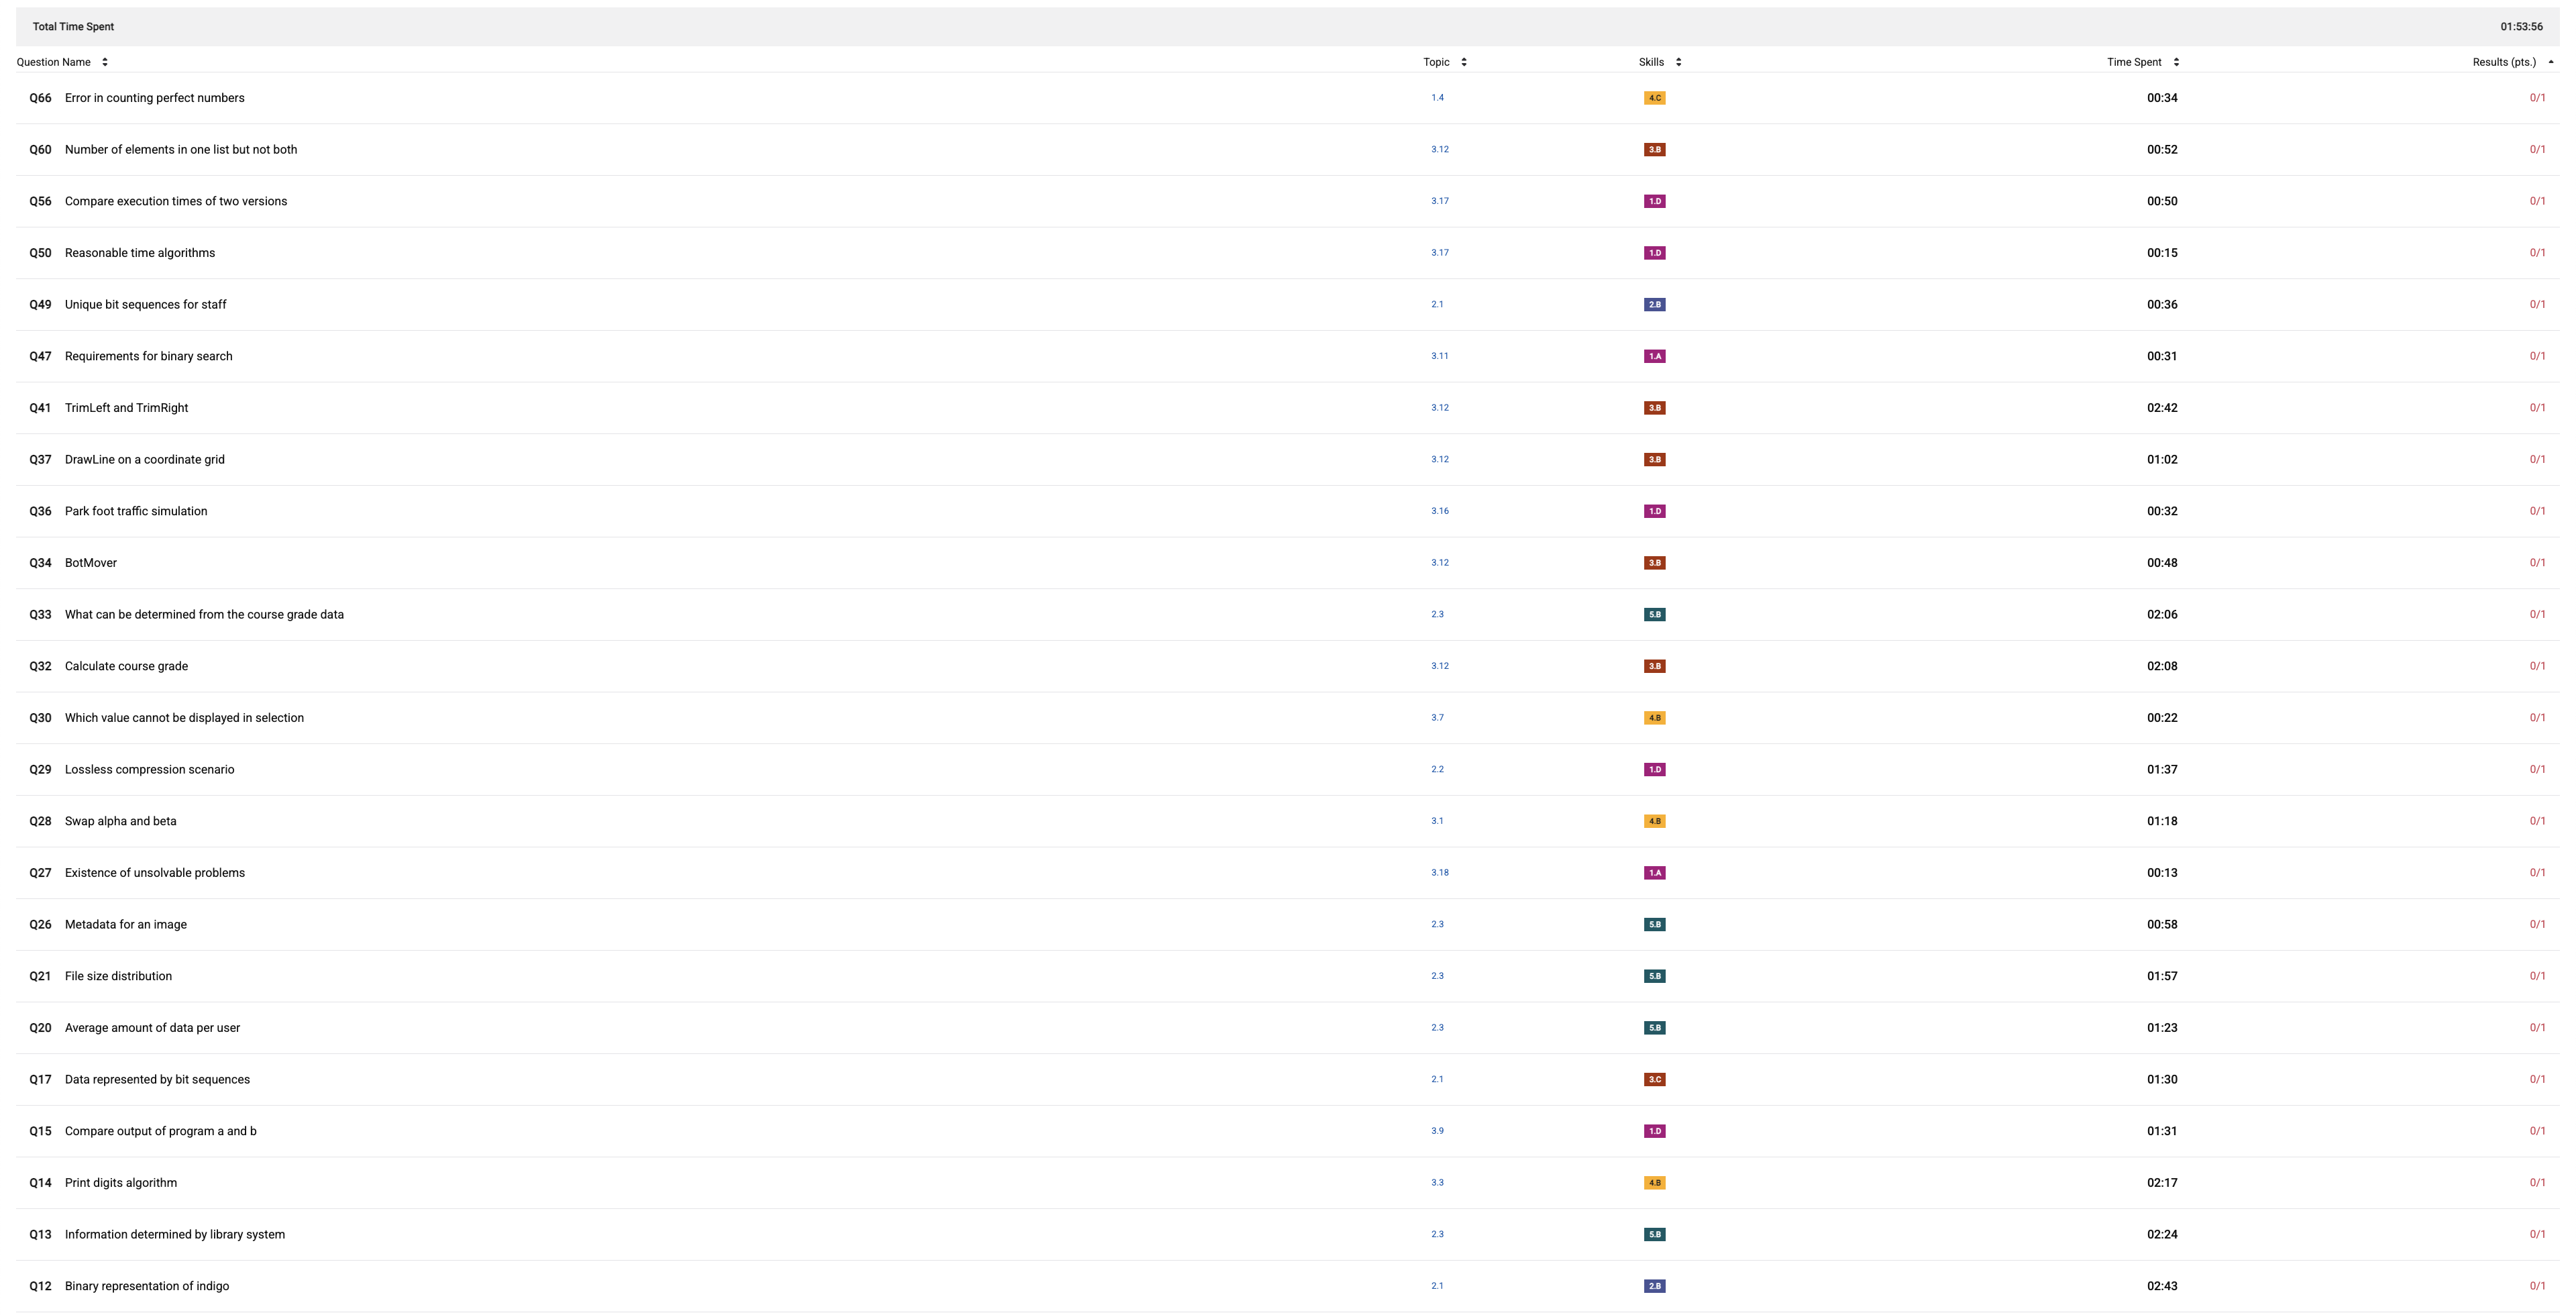 Total Time Spent 01:53:56
Question Name Topic Skills Time Spent Results (pts.)
Q66 Error in counting perfect numbers 1.4 4.C 00:34 0/1
Q60 Number of elements in one list but not both 3.12 3.B 00:52 0/1
Q56 Compare execution times of two versions 3.17 1.D 00:50 0/1
Q50 Reasonable time algorithms 3.17 1.D 00:15 0/1
Q49 Unique bit sequences for staff 2.1 2.B 00:36 0/1
Q47 Requirements for binary search 3.11 1.A 00:31 0/1
Q41 TrimLeft and TrimRight 3.12 3.B 02:42 0/1
Q37 DrawLine on a coordinate grid 3.12 3.B 01:02 0/1
Q36 Park foot traffic simulation 3.16 1.D 00:32 0/1
Q34 BotMover 3.12 3.B 00:48 0/1
Q33 What can be determined from the course grade data 2.3 5.B 02:06 0/1
Q32 Calculate course grade 3.12 3.B 02:08 0/1
Q30 Which value cannot be displayed in selection 3.7 4.B 00:22 0/1
Q29 Lossless compression scenario 2.2 1.D 01:37 0/1
Q28 Swap alpha and beta 3.1 4.B 01:18 0/1
Q27 Existence of unsolvable problems 3.18 1.A 00:13 0/1
Q26 Metadata for an image 2.3 5.B 00:58 0/1
Q21 File size distribution 2.3 5.B 01:57 0/1
Q20 Average amount of data per user 2.3 5.B 01:23 0/1
Q17 Data represented by bit sequences 2.1 3.C 01:30 0/1
Q15 Compare output of program a and b 3.9 1.D 01:31 0/1
Q14 Print digits algorithm 3.3 4.B 02:17 0/1
Q13 Information determined by library system 2.3 5.B 02:24 0/1
Q12 Binary representation of indigo 2.1 2.B 02:43 0/1